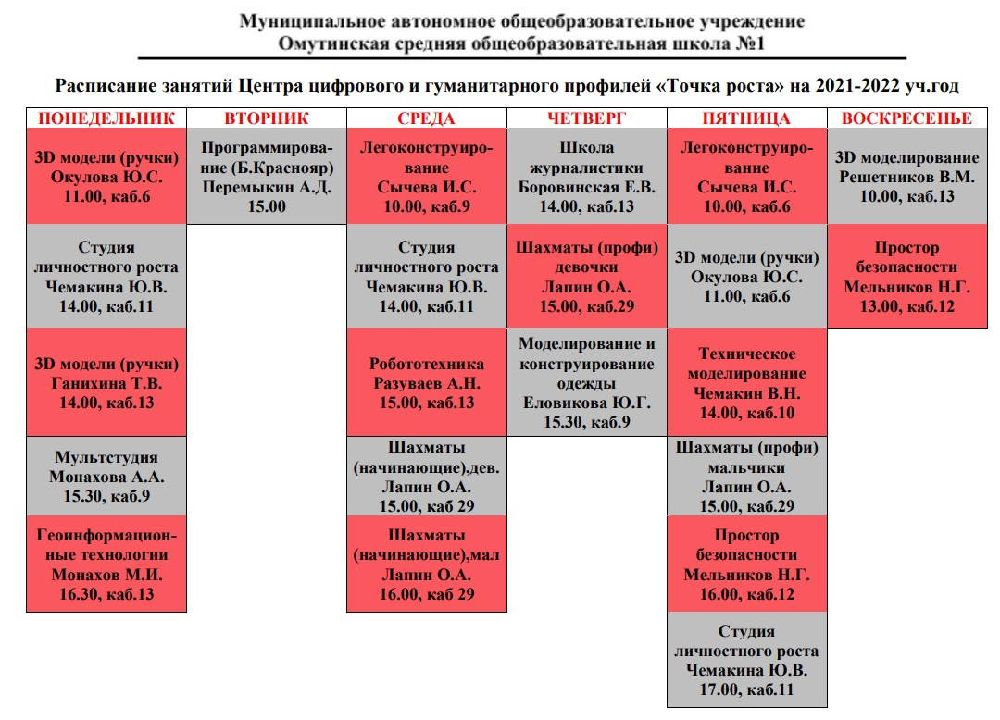 Муниципальное автономное общеобразовательное учреждение
Омутинская средняя общеобразовательная школа №1
Расписание занятий Центра цифрового и гуманитарного профилей «Точка роста» на 2021-2022 уч.год
ПОНЕДЕЛЬНИК
ВТОРНИК
СРЕДА
ЧЕТВЕРГ
ПЯТНИЦА
ВОСКРЕСЕНЬЕ
3D модели (ручки)
Окулова Ю.С.
11.00, каб.6
Программирова-
ние (Б.Краснояр)
Перемыкин А.Д.
15.00
Легоконструиро-
вание
Сычева И.С.
10.00, каб.9
Школа
журналистики
Боровинская Е.В.
14.00, каб.13
Легоконструиро-
вание
Сычева И.С.
10.00, каб.6
3D моделирование
Решетников В.М.
10.00, каб.13
Студия
личностного роста
Чемакина Ю.В.
14.00, каб.11
Студия
личностного роста
Чемакина Ю.В.
14.00, каб.11
Шахматы (профи)
девочки
Лапин О.А.
15.00, каб.29
3D модели (ручки)
Окулова Ю.С.
11.00, каб.6
Простор
безопасности
Мельников Н.Г.
13.00, каб.12
3D модели (ручки)
Ганихина Т.В.
14.00, каб.13
Робототехника
Разуваев А.Н.
15.00, каб.13
Моделирование и
конструирование
одежды
Еловикова Ю.Г.
15.30, каб.9
Техническое
моделирование
Чемакин В.Н.
14.00, каб.10
Мультстудия
Монахова А.А.
15.30, каб.9
Шахматы
(начинающие),дев.
Лапин О.А.
15.00, каб 29
Шахматы (профи)
мальчики
Лапин О.А.
15.00, каб.29
Геоинформацион-
ные технологии
Монахов М.И.
16.30, каб.13
Шахматы
(начинающие),мал
Лапин О.А.
16.00, каб 29
Простор
безопасности
Мельников Н.Г.
16.00, каб.12
Студия
личностного роста
Чемакина Ю.В.
17.00, каб.11